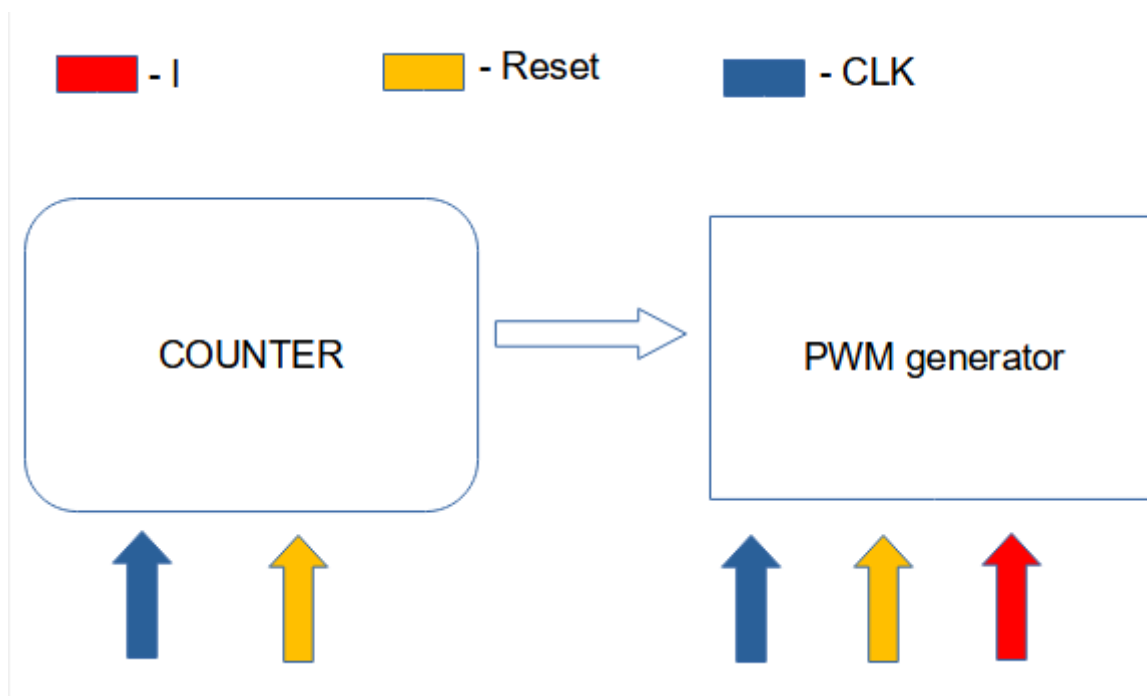 - I
- Reset
- CLK
COUNTER
PWM generator